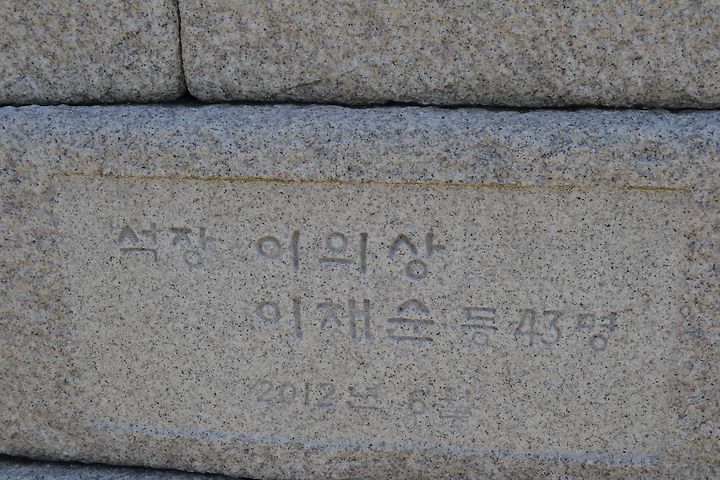 석장 이의상
이재순 등 43명
2012년 6월